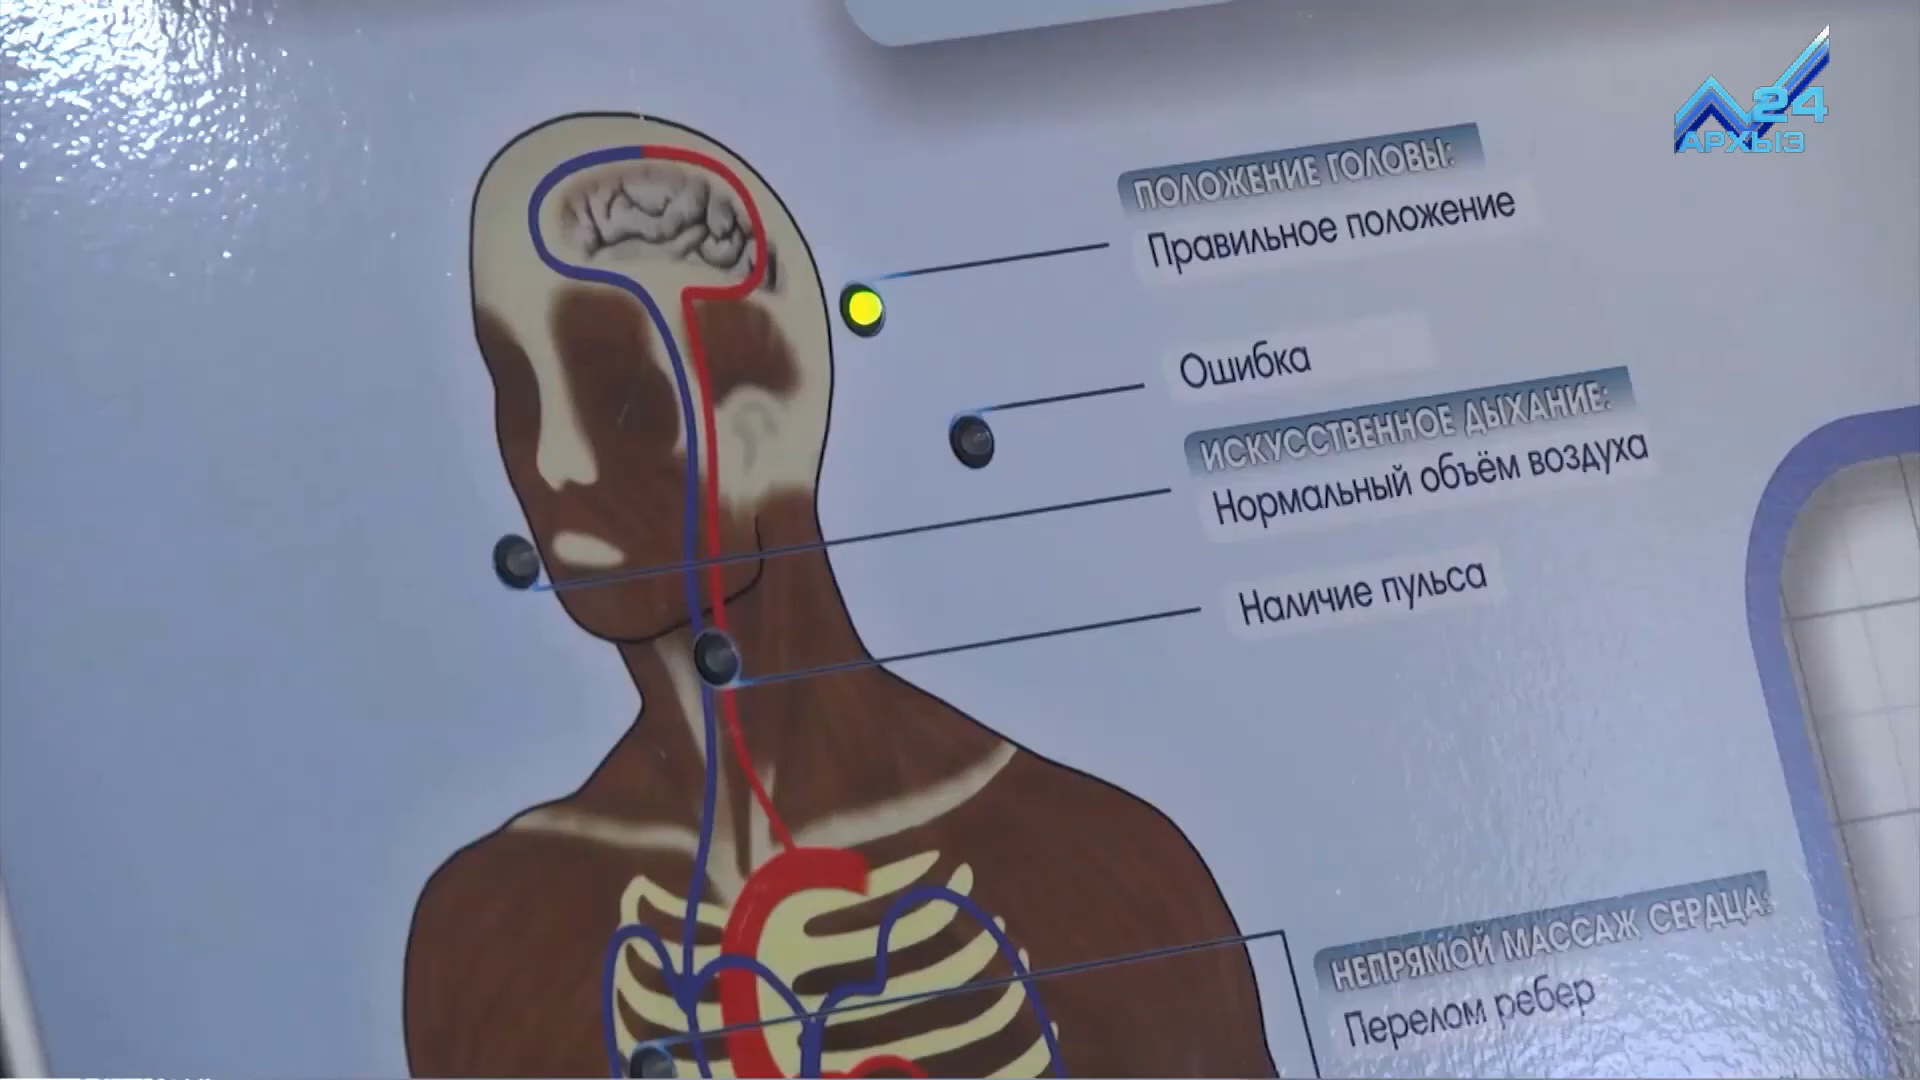 24
АРХЫЗ
ПОЛОЖЕНИЕ ГОЛОВЫ:
Правильное положение
Ошибка
ИСКУССТВЕННОЕ ДЫХАНИЕ:
Нормальный объём воздуха
Наличие пульса
НЕПРЯМОЙ МАССАЖ СЕРДЦА:
Перелом ребер